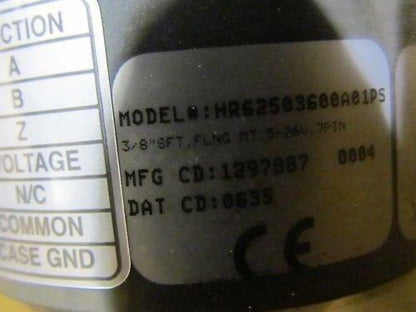 CTION
A
B
Z
VOLTAGE
N/C
COMMON
CASE GND
MODEL#:HR62503600A01PS
3/8"SFT,FLNG MT,5-26V,7PIN
MFG CD:1297887 0004
DAT CD:0635
CE